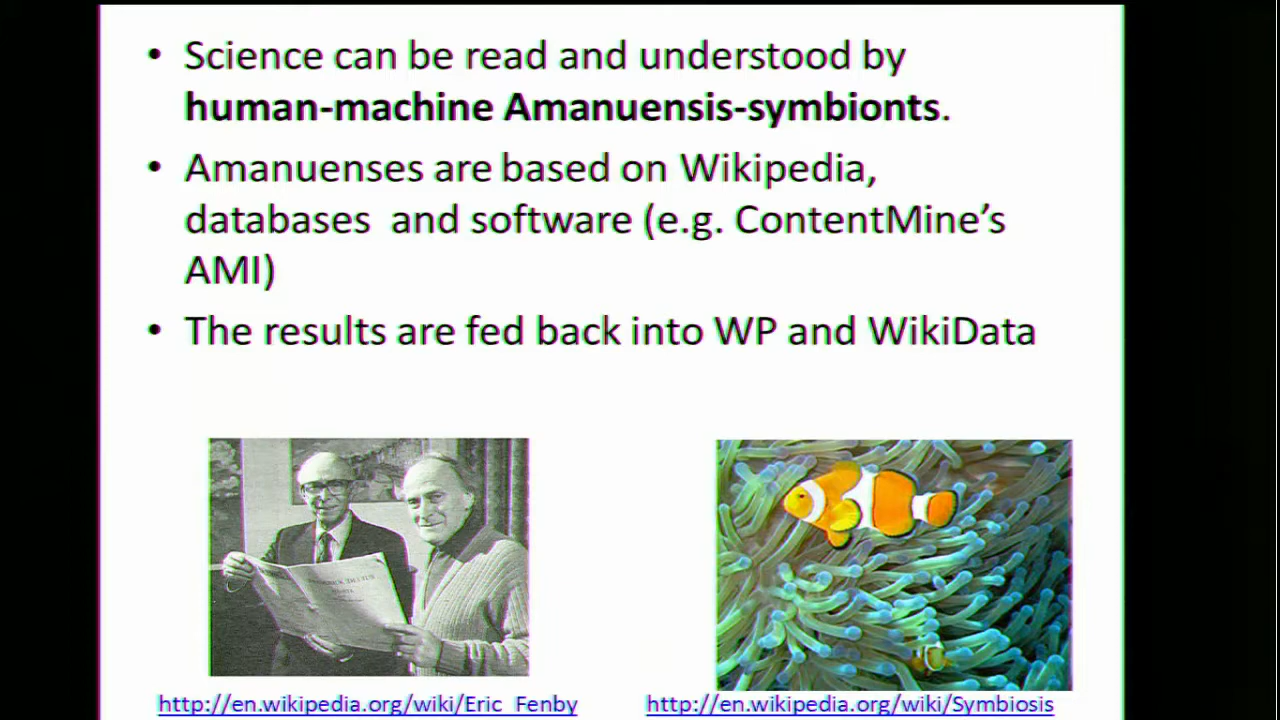 • Science can be read and understood by
human-machine Amanuensis-symbionts.
• Amanuenses are based on Wikipedia,
databases and software (e.g. ContentMine's
AMI)
• The results are fed back into WP and WikiData
http://en.wikipedia.org/wiki/Eric_Fenby
http://en.wikipedia.org/wiki/Symbiosis